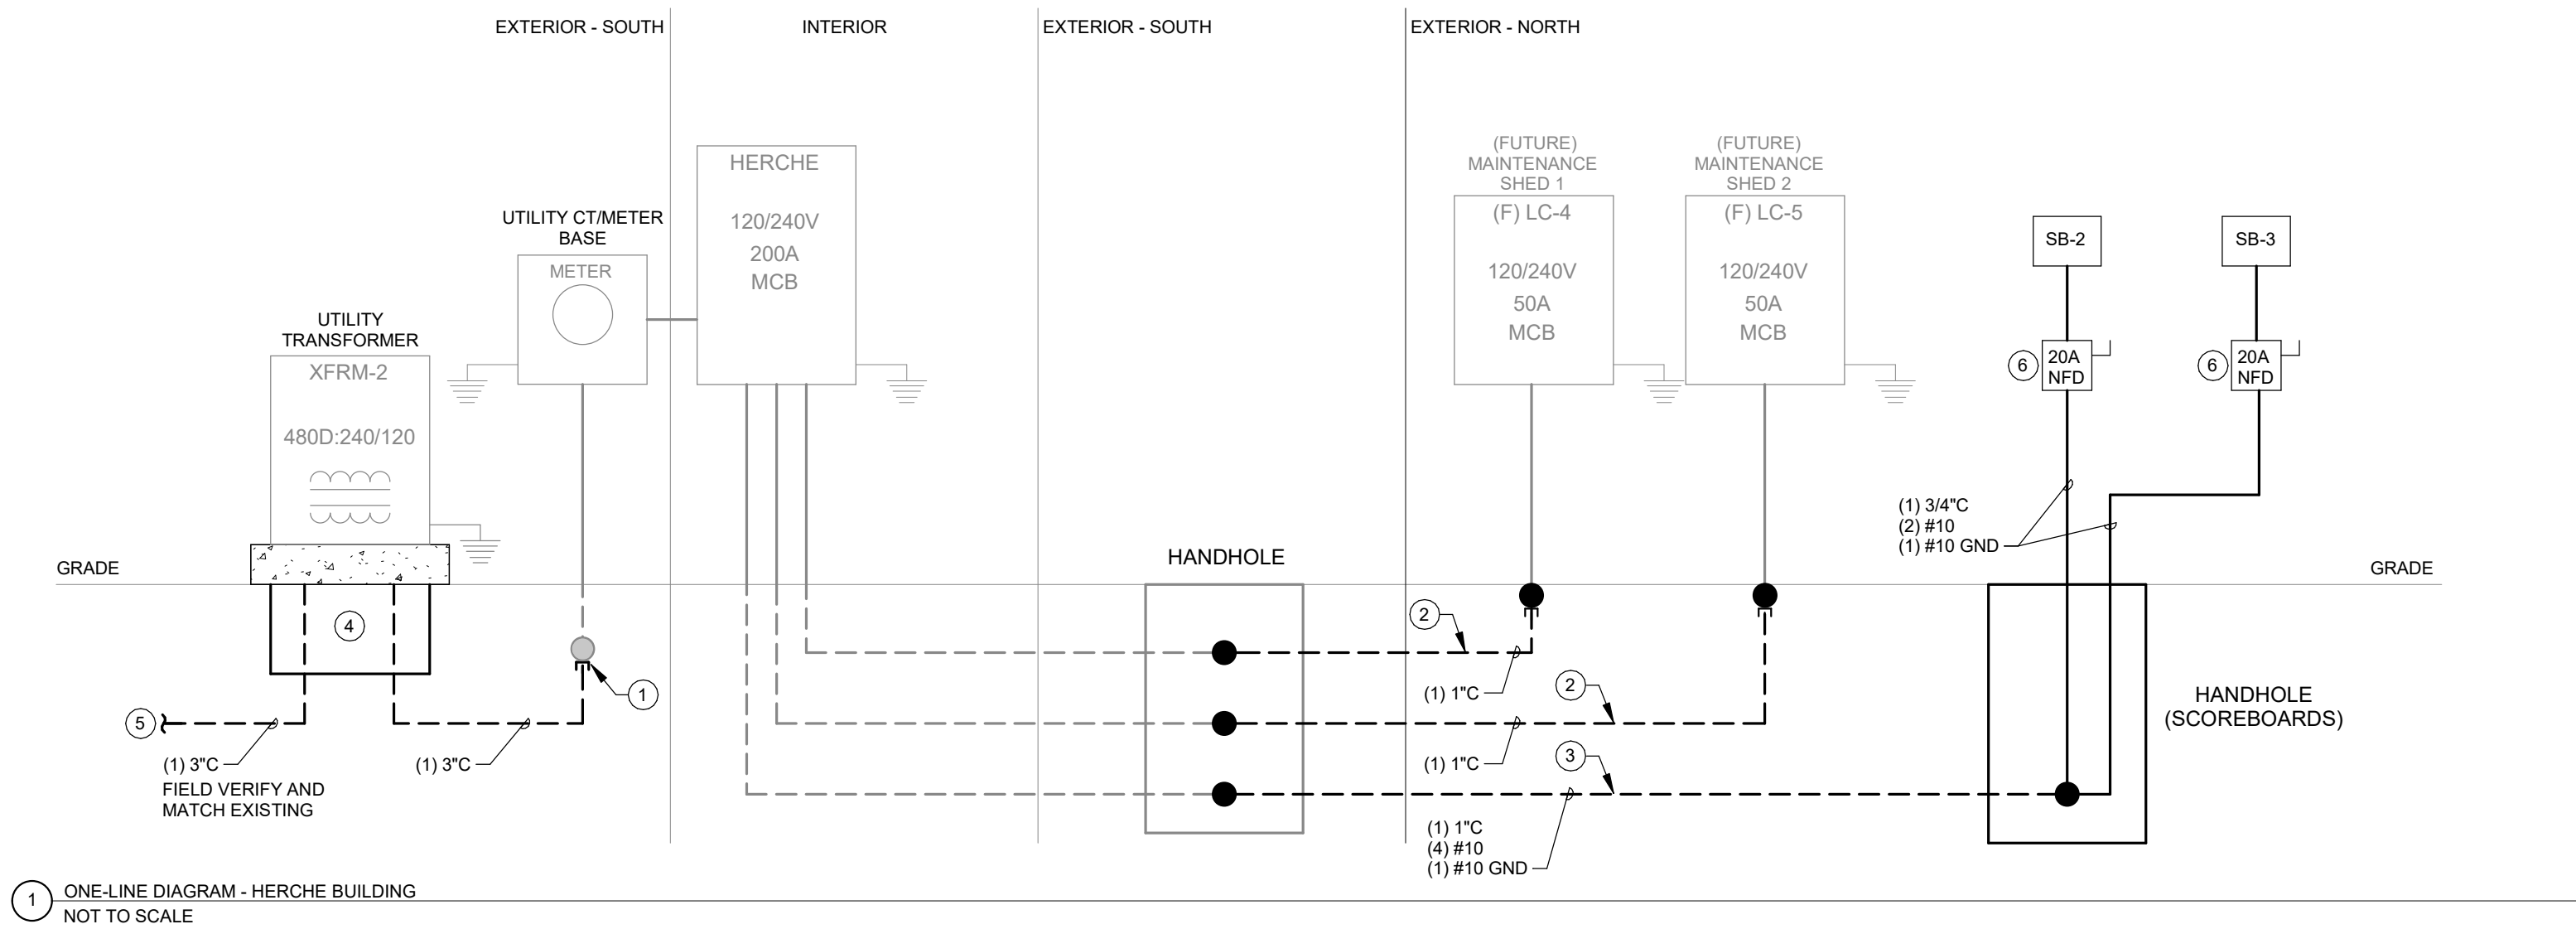 EXTERIOR - SOUTH
INTERIOR
EXTERIOR - SOUTH
EXTERIOR - NORTH
UTILITY
TRANSFORMER
XFRM-2
480D:240/120
UTILITY CT/METER
BASE
METER
HERCHE
120/240V
200A
MCB
(FUTURE)
MAINTENANCE
SHED 1
(F) LC-4
120/240V
50A
MCB
(FUTURE)
MAINTENANCE
SHED 2
(F) LC-5
120/240V
50A
MCB
SB-2
6
20A
NFD
SB-3
6
20A
NFD
(1) 3/4"C
(2) #10
(1) #10 GND
GRADE
GRADE
HANDHOLE
4
5
(1) 3"C
FIELD VERIFY AND
MATCH EXISTING
(1) 3"C
1
2
(1) 1"C
2
(1) 1"C
3
(1) 1"C
(4) #10
(1) #10 GND
HANDHOLE
(SCOREBOARDS)
1
ONE-LINE DIAGRAM - HERCHE BUILDING
NOT TO SCALE